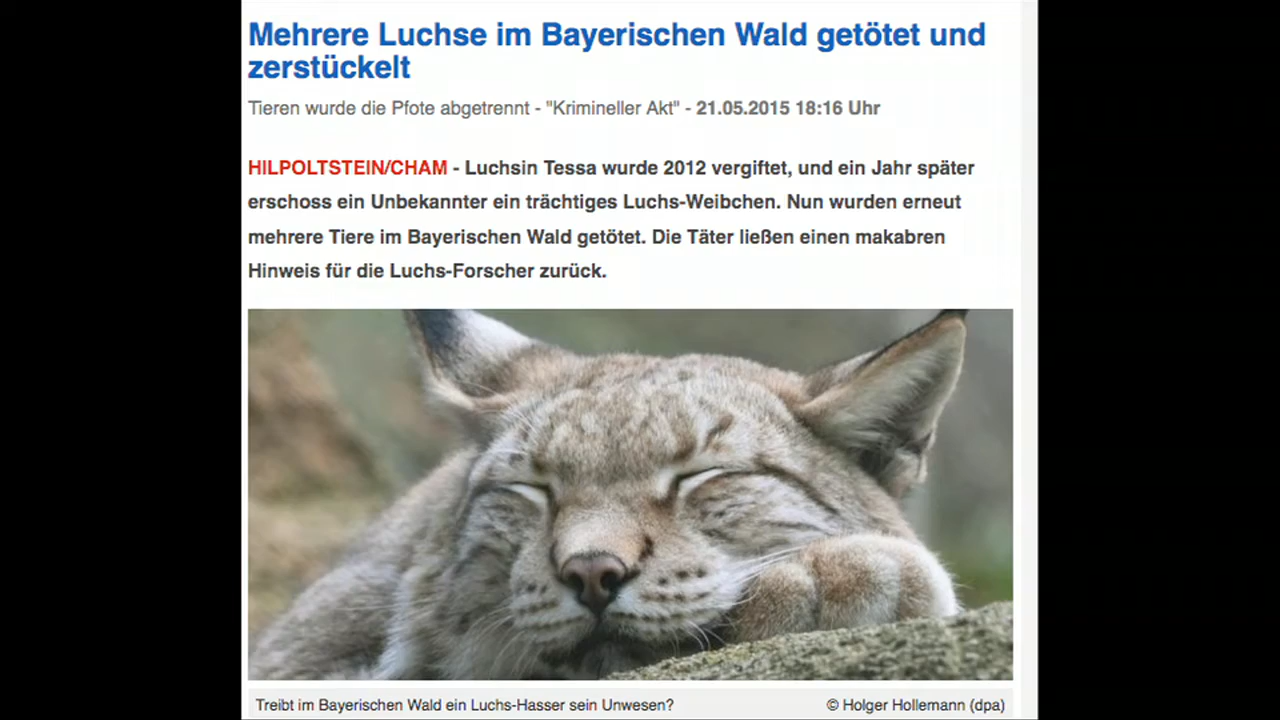 Mehrere Luchse im Bayerischen Wald getötet und
zerstückelt
Tieren wurde die Pfote abgetrennt - "Krimineller Akt" - 21.05.2015 18:16 Uhr
HILPOLTSTEIN/CHAM - Luchsin Tessa wurde 2012 vergiftet, und ein Jahr später
erschoss ein Unbekannter ein trächtiges Luchs-Weibchen. Nun wurden erneut
mehrere Tiere im Bayerischen Wald getötet. Die Täter ließen einen makabren
Hinweis für die Luchs-Forscher zurück.
Treibt im Bayerischen Wald ein Luchs-Hasser sein Unwesen? © Holger Hollemann (dpa)